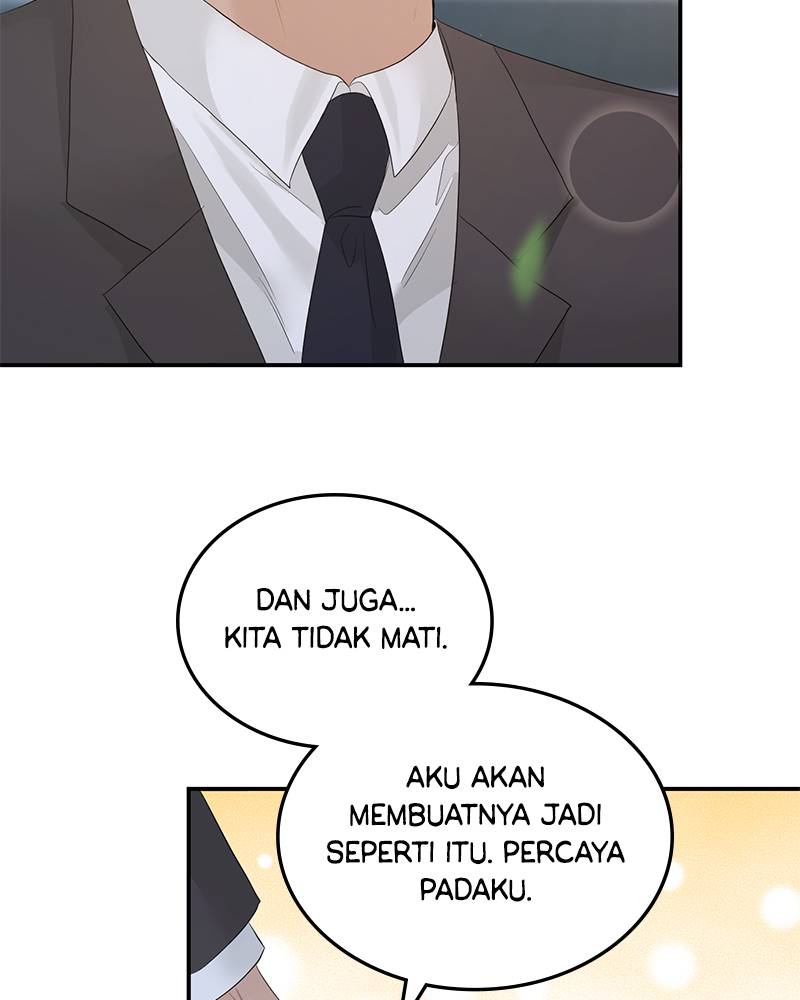 DAN JUGA...
KITA TIDAK MATI.
AKU AKAN
MEMBUATNYA JADI
SEPERTI ITU. PERCAYA
PADAKU.